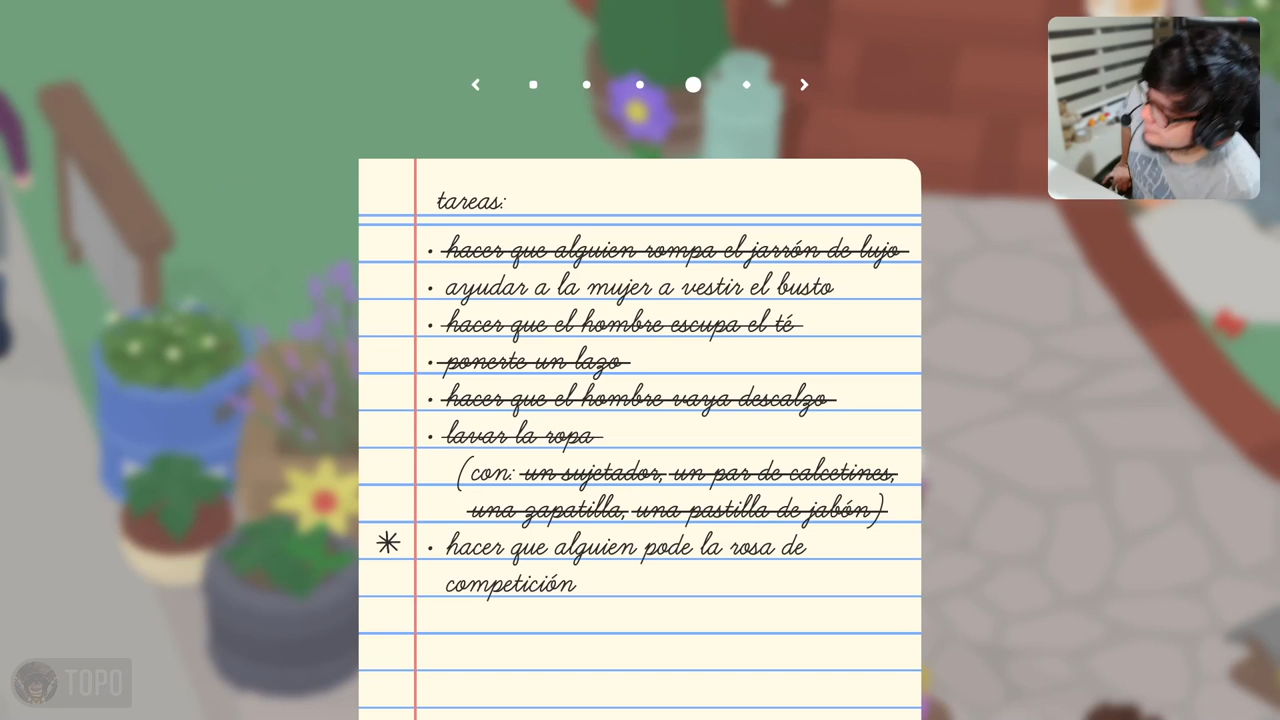 tareas:
• hacer que alguien rompa el jarrón de lujo
• ayudar a la mujer a vestir el busto
• hacer que el hombre escupa el té
• ponerte un lazo
• hacer que el hombre vaya descalzo
• lavar la ropa
(con: un sujetador, un par de calcetines,
una zapatilla, una pastilla de jabón)
• hacer que alguien pode la rosa de
competición
TOPO